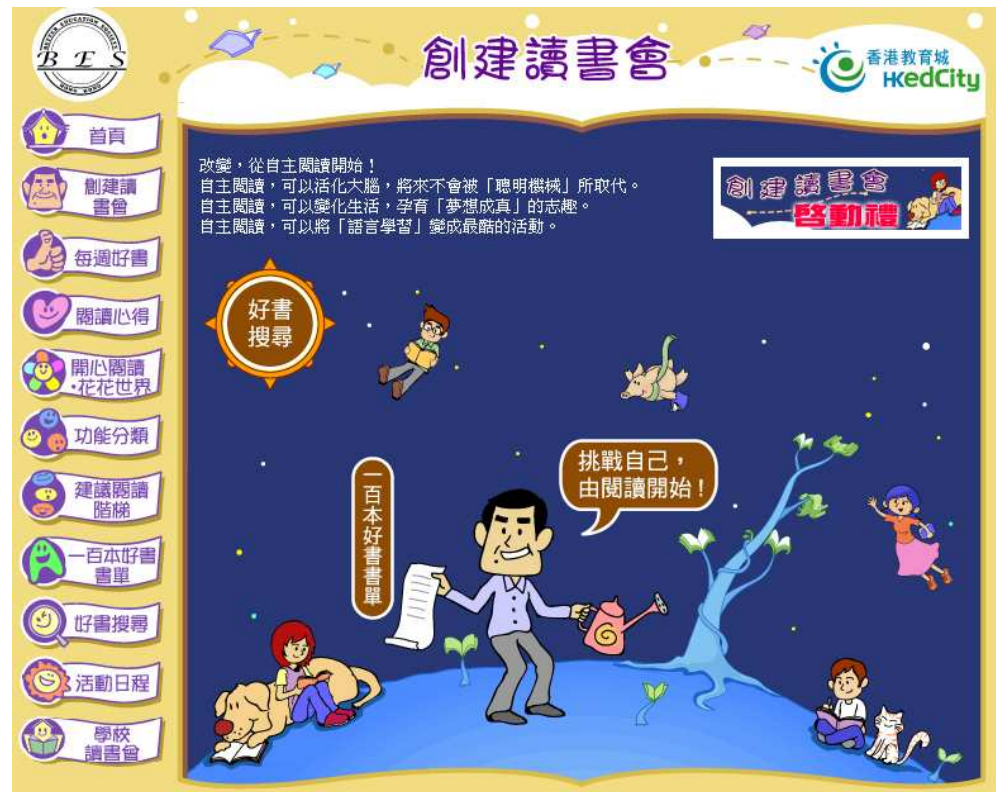 BETTER EDUCATION SOCIETY
B E S
HONG KONG
創建讀書會
香港教育城
HKedCity
首頁
創建讀
書會
每週好書
閱讀心得
開心閱讀
·花花世界
功能分類
建議閱讀
階梯
一百本好書
書單
好書搜尋
活動日程
學校
讀書會
改變，從自主閱讀開始！
自主閱讀，可以活化大腦，將來不會被「聰明機械」所取代。
自主閱讀，可以變化生活，孕育「夢想成真」的志趣。
自主閱讀，可以將「語言學習」變成最酷的活動。
創建讀書會
啓動禮
好書
搜尋
一百本好書書單
挑戰自己，
由閱讀開始！